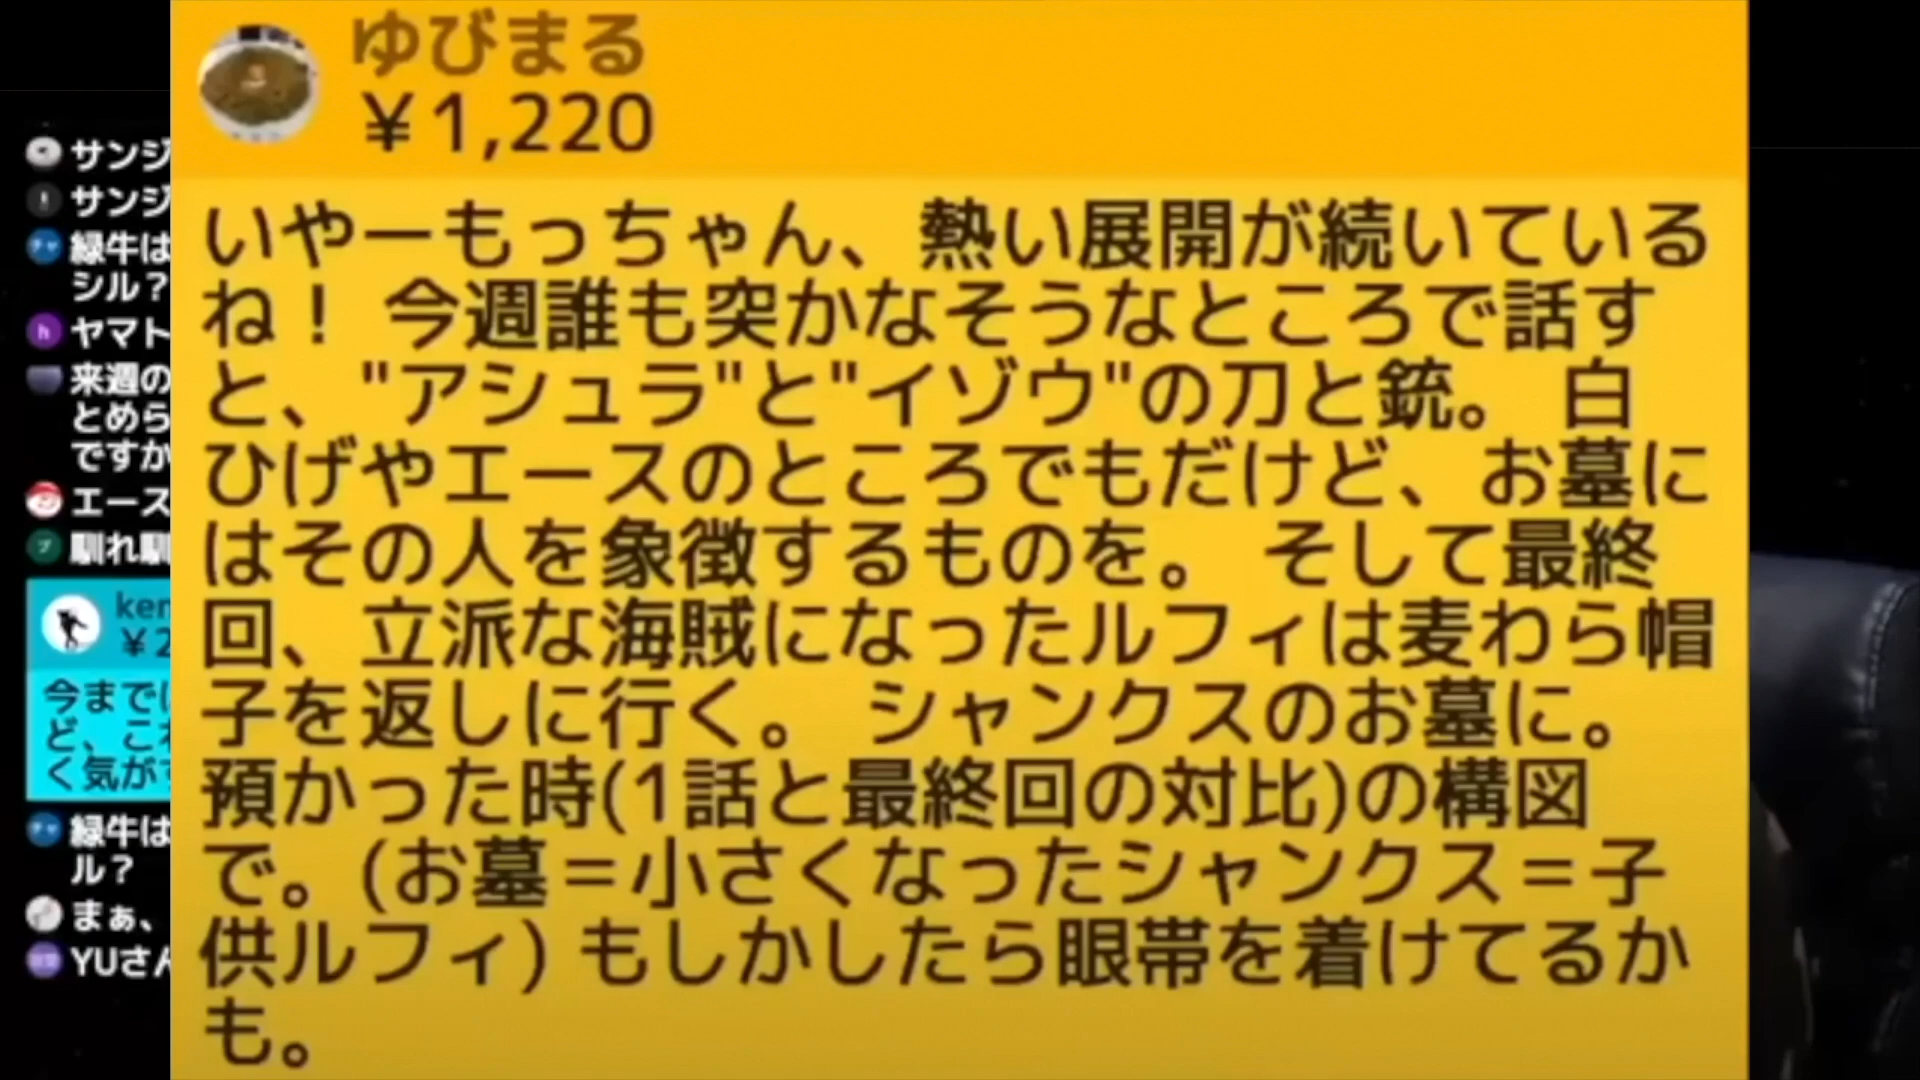 サンジ
サンジ
緑牛は
シル?
ヤマト
来週の
とめら
ですか
エース
馴れ馴
ken
¥2
今まで
ど、これ
く気が
緑牛は
ル?
まぁ、
YUさん
ゆびまる
¥1,220
いやーもっちゃん、熱い展開が続いている
ね! 今週誰も突かなそうなところで話す
と、"アシュラ"と"イゾウ"の刀と銃。 白
ひげやエースのところでもだけど、お墓に
はその人を象徴するものを。 そして最終
回、立派な海賊になったルフィは麦わら帽
子を返しに行く。 シャンクスのお墓に。
預かった時(1話と最終回の対比)の構図
で。(お墓=小さくなったシャンクス=子
供ルフィ) もしかしたら眼帯を着けてるか
も。